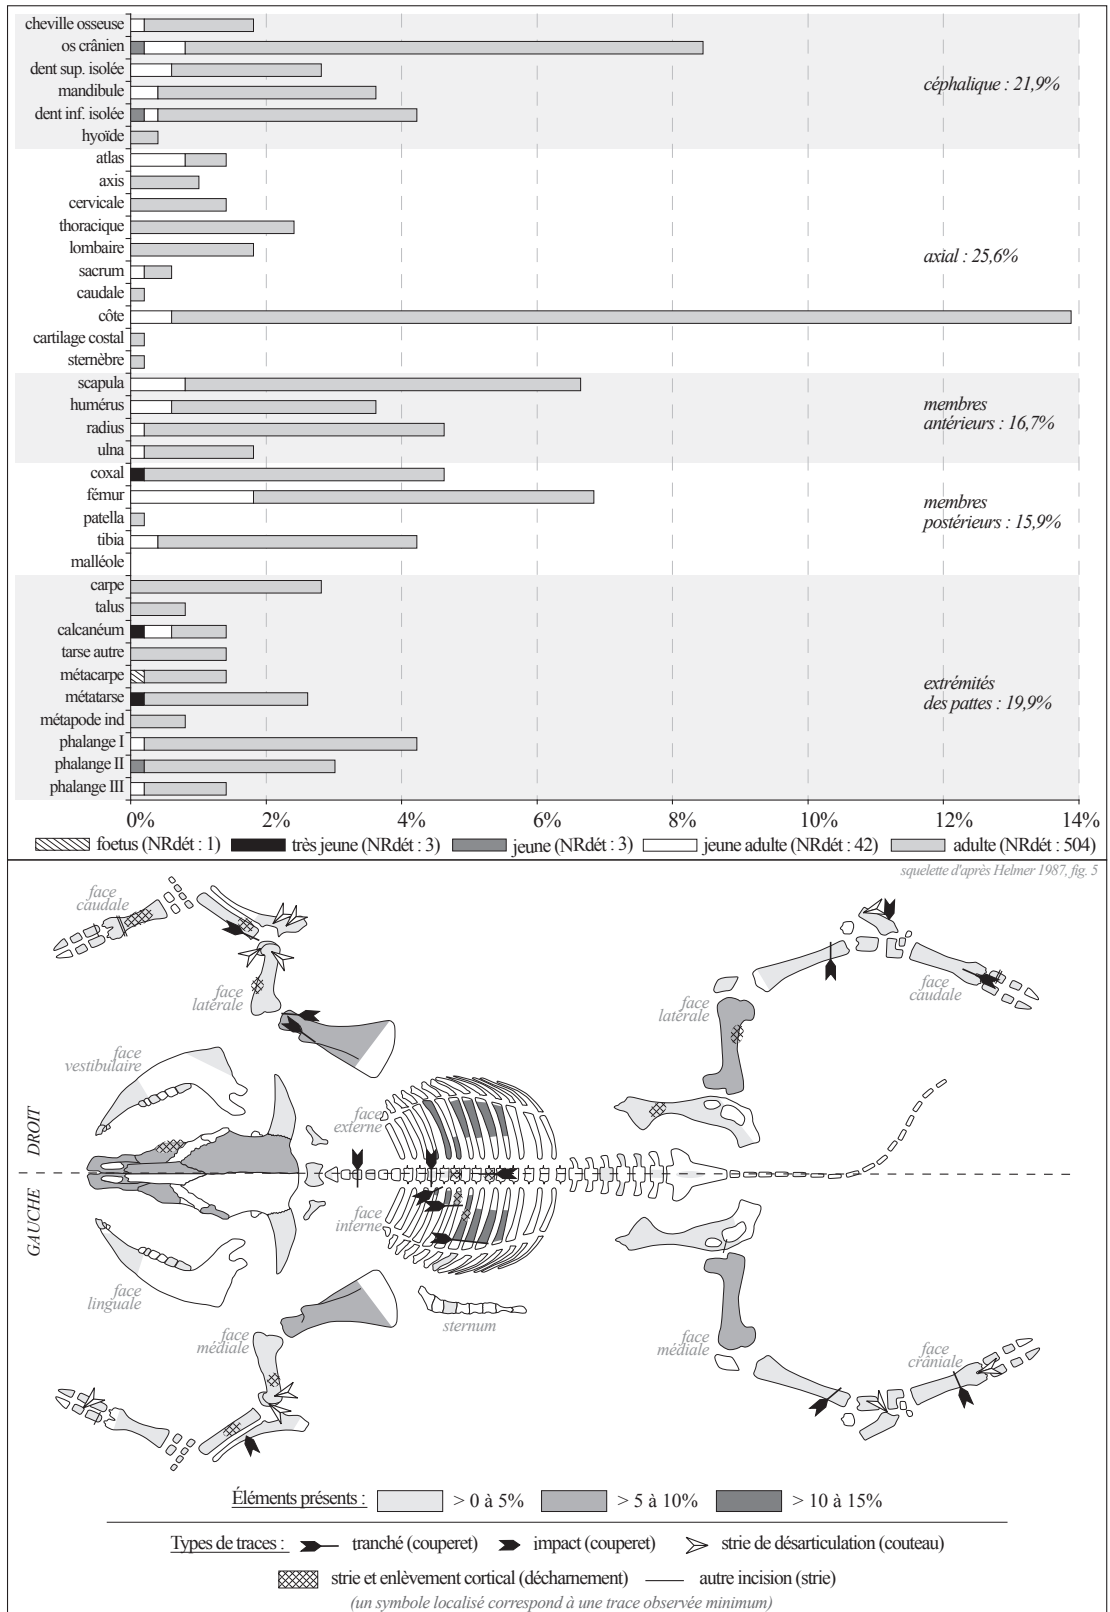 cheville osseuse
os crânien
dent sup. isolée
mandibule
dent inf. isolée
hyoïde
céphalique : 21,9%
atlas
axis
cervicale
thoracique
lombaire
sacrum
caudale
côte
cartilage costal
sternèbre
axial : 25,6%
scapula
humérus
radius
ulna
membres
antérieurs : 16,7%
coxal
fémur
patella
tibia
malléole
membres
postérieurs : 15,9%
carpe
talus
calcanéum
tarse autre
métacarpe
métatarse
métapode ind
phalange I
phalange II
phalange III
extrémités
des pattes : 19,9%
0% 2% 4% 6% 8% 10% 12% 14%
foetus (NRdét : 1) très jeune (NRdét : 3) jeune (NRdét : 3) jeune adulte (NRdét : 42) adulte (NRdét : 504)
squelette d'après Helmer 1987, fig. 5
face
caudale
face
latérale
face
latérale
face
caudale
face
vestibulaire
face
externe
DROIT
GAUCHE
face
interne
face
linguale
sternum
face
médiale
face
médiale
face
crâniale
Éléments présents : > 0 à 5% > 5 à 10% > 10 à 15%
Types de traces : tranché (couperet) impact (couperet) strie de désarticulation (couteau)
strie et enlèvement cortical (décharnement) autre incision (strie)
(un symbole localisé correspond à une trace observée minimum)